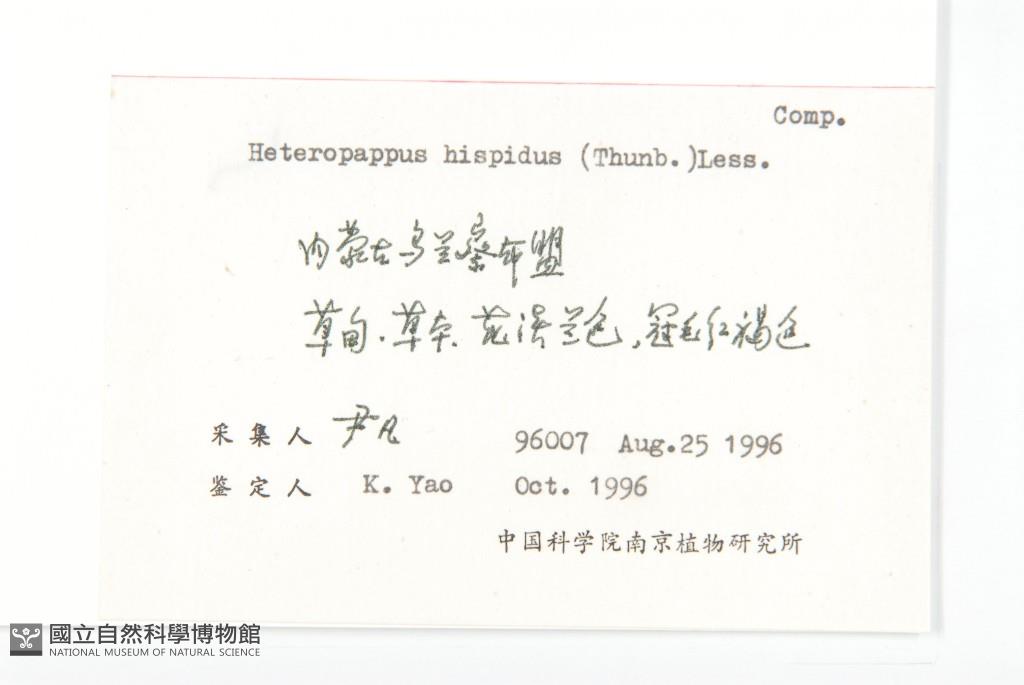 Comp.
Heteropappus hispidus (Thunb.)Less.
内蒙古乌兰察布盟
草甸.草本.花淡兰色,冠毛红褐色
采集人 尹凡 96007 Aug.25 1996
鉴定人 K. Yao Oct. 1996
中国科学院南京植物研究所
國立自然科學博物館
NATIONAL MUSEUM OF NATURAL SCIENCE